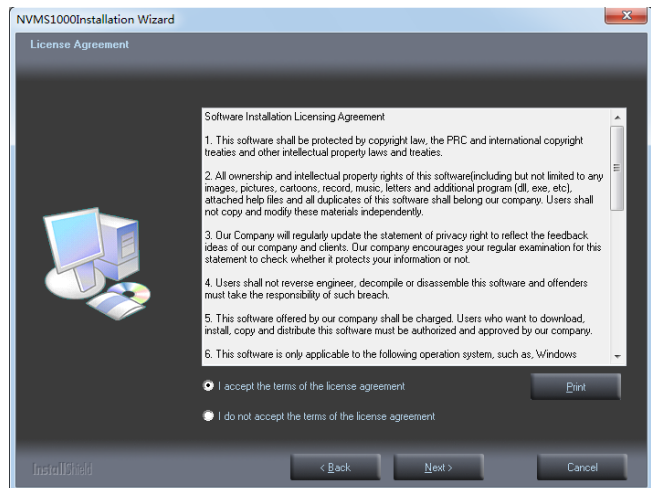 NVMS1000Installation Wizard
License Agreement
Software Installation Licensing Agreement
1. This software shall be protected by copyright law, the PRC and international copyright
treaties and other intellectual property laws and treaties.
2. All ownership and intellectual property rights of this software(including but not limited to any
images, pictures, cartoons, record, music, letters and additional program (dll, exe, etc),
attached help files and all duplicates of this software shall belong our company. Users shall
not copy and modify these materials independently.
3. Our Company will regularly update the statement of privacy right to reflect the feedback
ideas of our company and clients. Our company encourages your regular examination for this
statement to check whether it protects your information or not.
4. Users shall not reverse engineer, decompile or disassemble this software and offenders
must take the responsibility of such breach.
5. This software offered by our company shall be charged. Users who want to download,
install, copy and distribute this software must be authorized and approved by our company.
6. This software is only applicable to the following operation system, such as, Windows
I accept the terms of the license agreement
Print
I do not accept the terms of the license agreement
InstallShield
< Back
Next >
Cancel